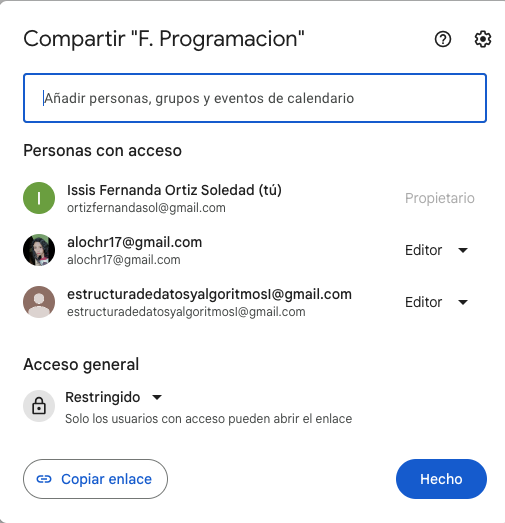 Compartir "F. Programacion"
Añadir personas, grupos y eventos de calendario
Personas con acceso
I
Issis Fernanda Ortiz Soledad (tú)
Propietario
ortizfernandasol@gmail.com
alochr17@gmail.com
Editor
alochr17@gmail.com
estructuradedatosyalgoritmosI@gmail.com
Editor
estructuradedatosyalgoritmosI@gmail.com
Acceso general
Restringido
Solo los usuarios con acceso pueden abrir el enlace
Copiar enlace
Hecho